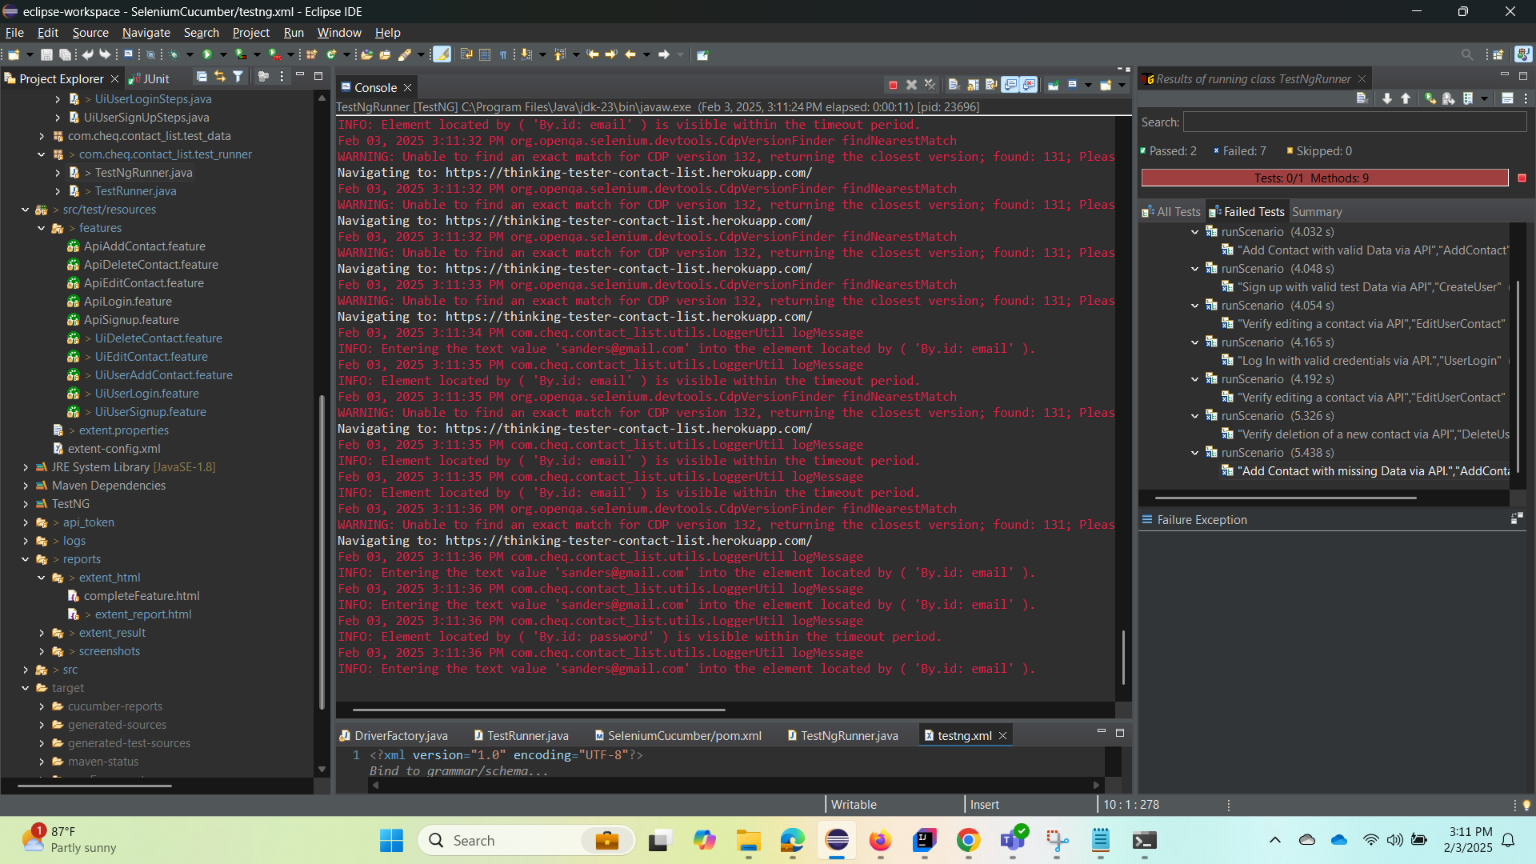 eclipse-workspace - SeleniumCucumber/testng.xml - Eclipse IDE
File Edit Source Navigate Search Project Run Window Help
Project Explorer
JUnit
> UiUserLoginSteps.java
UiUserSignUpSteps.java
com.cheq.contact_list.test_data
> com.cheq.contact_list.test_runner
> TestNgRunner.java
> TestRunner.java
> src/test/resources
> features
ApiAddContact.feature
ApiDeleteContact.feature
ApiEditContact.feature
ApiLogin.feature
ApiSignup.feature
> UiDeleteContact.feature
UiEditContact.feature
> UiUserAddContact.feature
> UiUserLogin.feature
> UiUserSignup.feature
> extent.properties
extent-config.xml
JRE System Library [JavaSE-1.8]
Maven Dependencies
TestNG
> api_token
> logs
> reports
> extent_html
completeFeature.html
> extent_report.html
> extent_result
> screenshots
> src
target
cucumber-reports
generated-sources
generated-test-sources
maven-status
Console
TestNgRunner [TestNG] C:\Program Files\Java\jdk-23\bin\javaw.exe (Feb 3, 2025, 3:11:24 PM elapsed: 0:00:11) [pid: 23696]
INFO: Element located by ( 'By.id: email' ) is visible within the timeout period.
Feb 03, 2025 3:11:32 PM org.openqa.selenium.devtools.CdpVersionFinder findNearestMatch
WARNING: Unable to find an exact match for CDP version 132, returning the closest version; found: 131; Pleas
Navigating to: https://thinking-tester-contact-list.herokuapp.com/
Feb 03, 2025 3:11:32 PM org.openqa.selenium.devtools.CdpVersionFinder findNearestMatch
WARNING: Unable to find an exact match for CDP version 132, returning the closest version; found: 131; Pleas
Navigating to: https://thinking-tester-contact-list.herokuapp.com/
Feb 03, 2025 3:11:32 PM org.openqa.selenium.devtools.CdpVersionFinder findNearestMatch
WARNING: Unable to find an exact match for CDP version 132, returning the closest version; found: 131; Pleas
Navigating to: https://thinking-tester-contact-list.herokuapp.com/
Feb 03, 2025 3:11:33 PM org.openqa.selenium.devtools.CdpVersionFinder findNearestMatch
WARNING: Unable to find an exact match for CDP version 132, returning the closest version; found: 131; Pleas
Navigating to: https://thinking-tester-contact-list.herokuapp.com/
Feb 03, 2025 3:11:34 PM com.cheq.contact_list.utils.LoggerUtil logMessage
INFO: Entering the text value 'sanders@gmail.com' into the element located by ( 'By.id: email' ).
Feb 03, 2025 3:11:35 PM com.cheq.contact_list.utils.LoggerUtil logMessage
INFO: Element located by ( 'By.id: email' ) is visible within the timeout period.
Feb 03, 2025 3:11:35 PM org.openqa.selenium.devtools.CdpVersionFinder findNearestMatch
WARNING: Unable to find an exact match for CDP version 132, returning the closest version; found: 131; Pleas
Navigating to: https://thinking-tester-contact-list.herokuapp.com/
Feb 03, 2025 3:11:35 PM com.cheq.contact_list.utils.LoggerUtil logMessage
INFO: Element located by ( 'By.id: email' ) is visible within the timeout period.
Feb 03, 2025 3:11:35 PM com.cheq.contact_list.utils.LoggerUtil logMessage
INFO: Element located by ( 'By.id: email' ) is visible within the timeout period.
Feb 03, 2025 3:11:36 PM org.openqa.selenium.devtools.CdpVersionFinder findNearestMatch
WARNING: Unable to find an exact match for CDP version 132, returning the closest version; found: 131; Pleas
Navigating to: https://thinking-tester-contact-list.herokuapp.com/
Feb 03, 2025 3:11:36 PM com.cheq.contact_list.utils.LoggerUtil logMessage
INFO: Entering the text value 'sanders@gmail.com' into the element located by ( 'By.id: email' ).
Feb 03, 2025 3:11:36 PM com.cheq.contact_list.utils.LoggerUtil logMessage
INFO: Entering the text value 'sanders@gmail.com' into the element located by ( 'By.id: email' ).
Feb 03, 2025 3:11:36 PM com.cheq.contact_list.utils.LoggerUtil logMessage
INFO: Element located by ( 'By.id: password' ) is visible within the timeout period.
Feb 03, 2025 3:11:36 PM com.cheq.contact_list.utils.LoggerUtil logMessage
INFO: Entering the text value 'sanders@gmail.com' into the element located by ( 'By.id: email' ).
DriverFactory.java TestRunner.java SeleniumCucumber/pom.xml TestNgRunner.java testng.xml
1 <?xml version="1.0" encoding="UTF-8"?>
Bind to grammar/schema...
Results of running class TestNgRunner
Search:
Passed: 2 Failed: 7 Skipped: 0
Tests: 0/1 Methods: 9
All Tests Failed Tests Summary
runScenario (4.032 s)
"Add Contact with valid Data via API","AddContact"
runScenario (4.048 s)
"Sign up with valid test Data via API","CreateUser"
runScenario (4.054 s)
"Verify editing a contact via API","EditUserContact"
runScenario (4.165 s)
"Log In with valid credentials via API.","UserLogin"
runScenario (4.192 s)
"Verify editing a contact via API","EditUserContact"
runScenario (5.326 s)
"Verify deletion of a new contact via API","DeleteUs
runScenario (5.438 s)
"Add Contact with missing Data via API.","AddConta
Failure Exception
Writable Insert 10 : 1 : 278
1
87°F
Partly sunny
Search
3:11 PM
2/3/2025